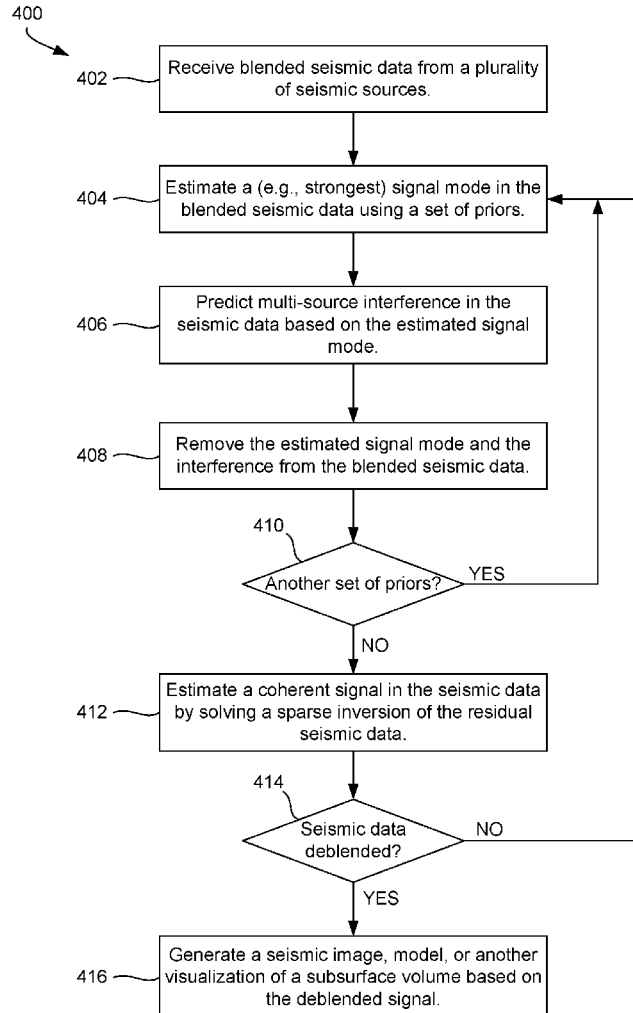 400
402
Receive blended seismic data from a plurality
of seismic sources.
404
Estimate a (e.g., strongest) signal mode in the
blended seismic data using a set of priors.
406
Predict multi-source interference in the
seismic data based on the estimated signal
mode.
408
Remove the estimated signal mode and the
interference from the blended seismic data.
410
Another set of priors?
YES
NO
412
Estimate a coherent signal in the seismic data
by solving a sparse inversion of the residual
seismic data.
414
Seismic data
deblended?
NO
YES
416
Generate a seismic image, model, or another
visualization of a subsurface volume based on
the deblended signal.